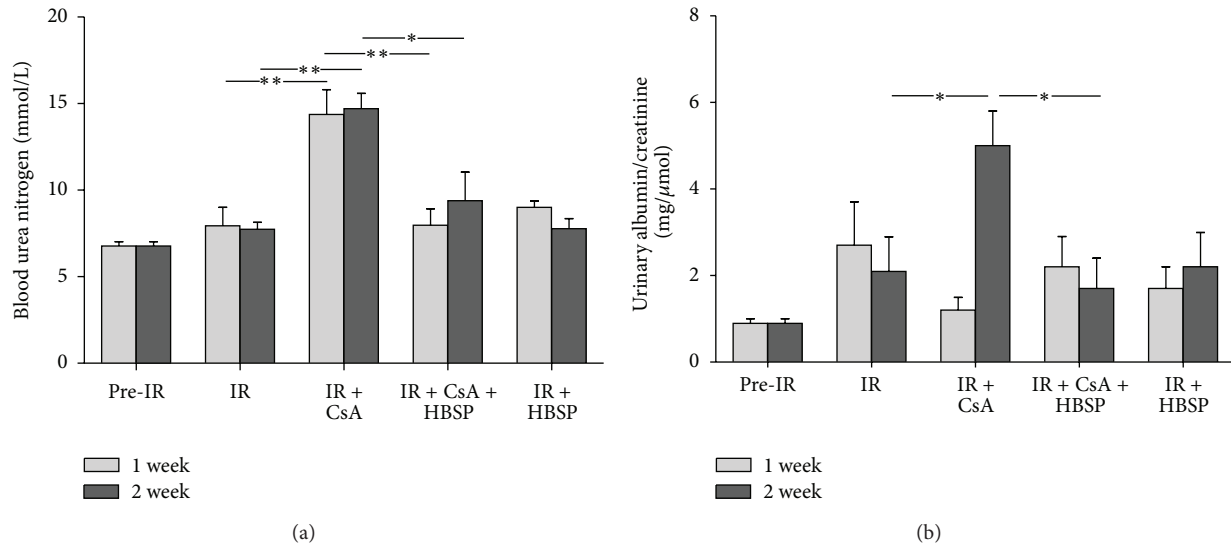 Blood urea nitrogen (mmol/L)
20
15
10
5
0
**
**
**
*
Pre-IR
IR
IR +
CsA
IR + CsA +
HBSP
IR +
HBSP
1 week
2 week
(a)
Urinary albumin/creatinine
(mg/μmol)
8
6
4
2
0
*
*
Pre-IR
IR
IR +
CsA
IR + CsA +
HBSP
IR +
HBSP
1 week
2 week
(b)